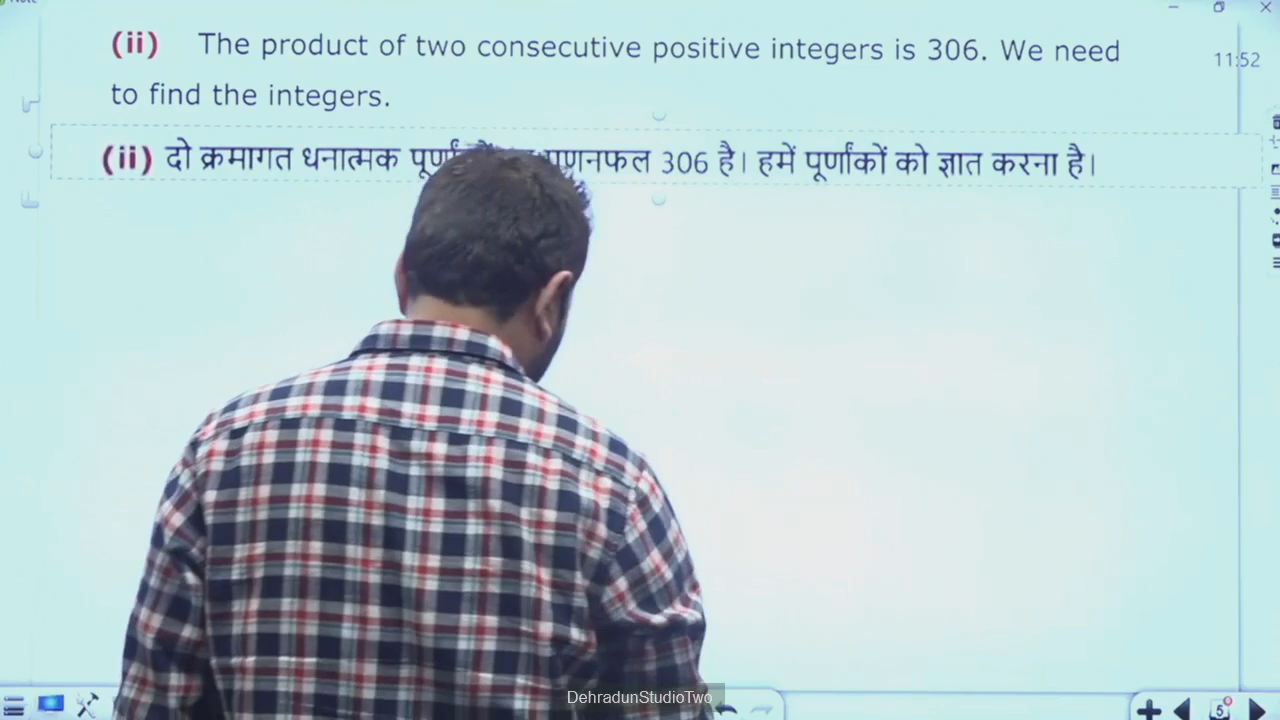 (ii) The product of two consecutive positive integers is 306. We need
11:52
to find the integers.
(ii) दो क्रमागत धनात्मक 306 है। हमें पूर्णांकों को ज्ञात करना है।
DehradunStudioTwo
5